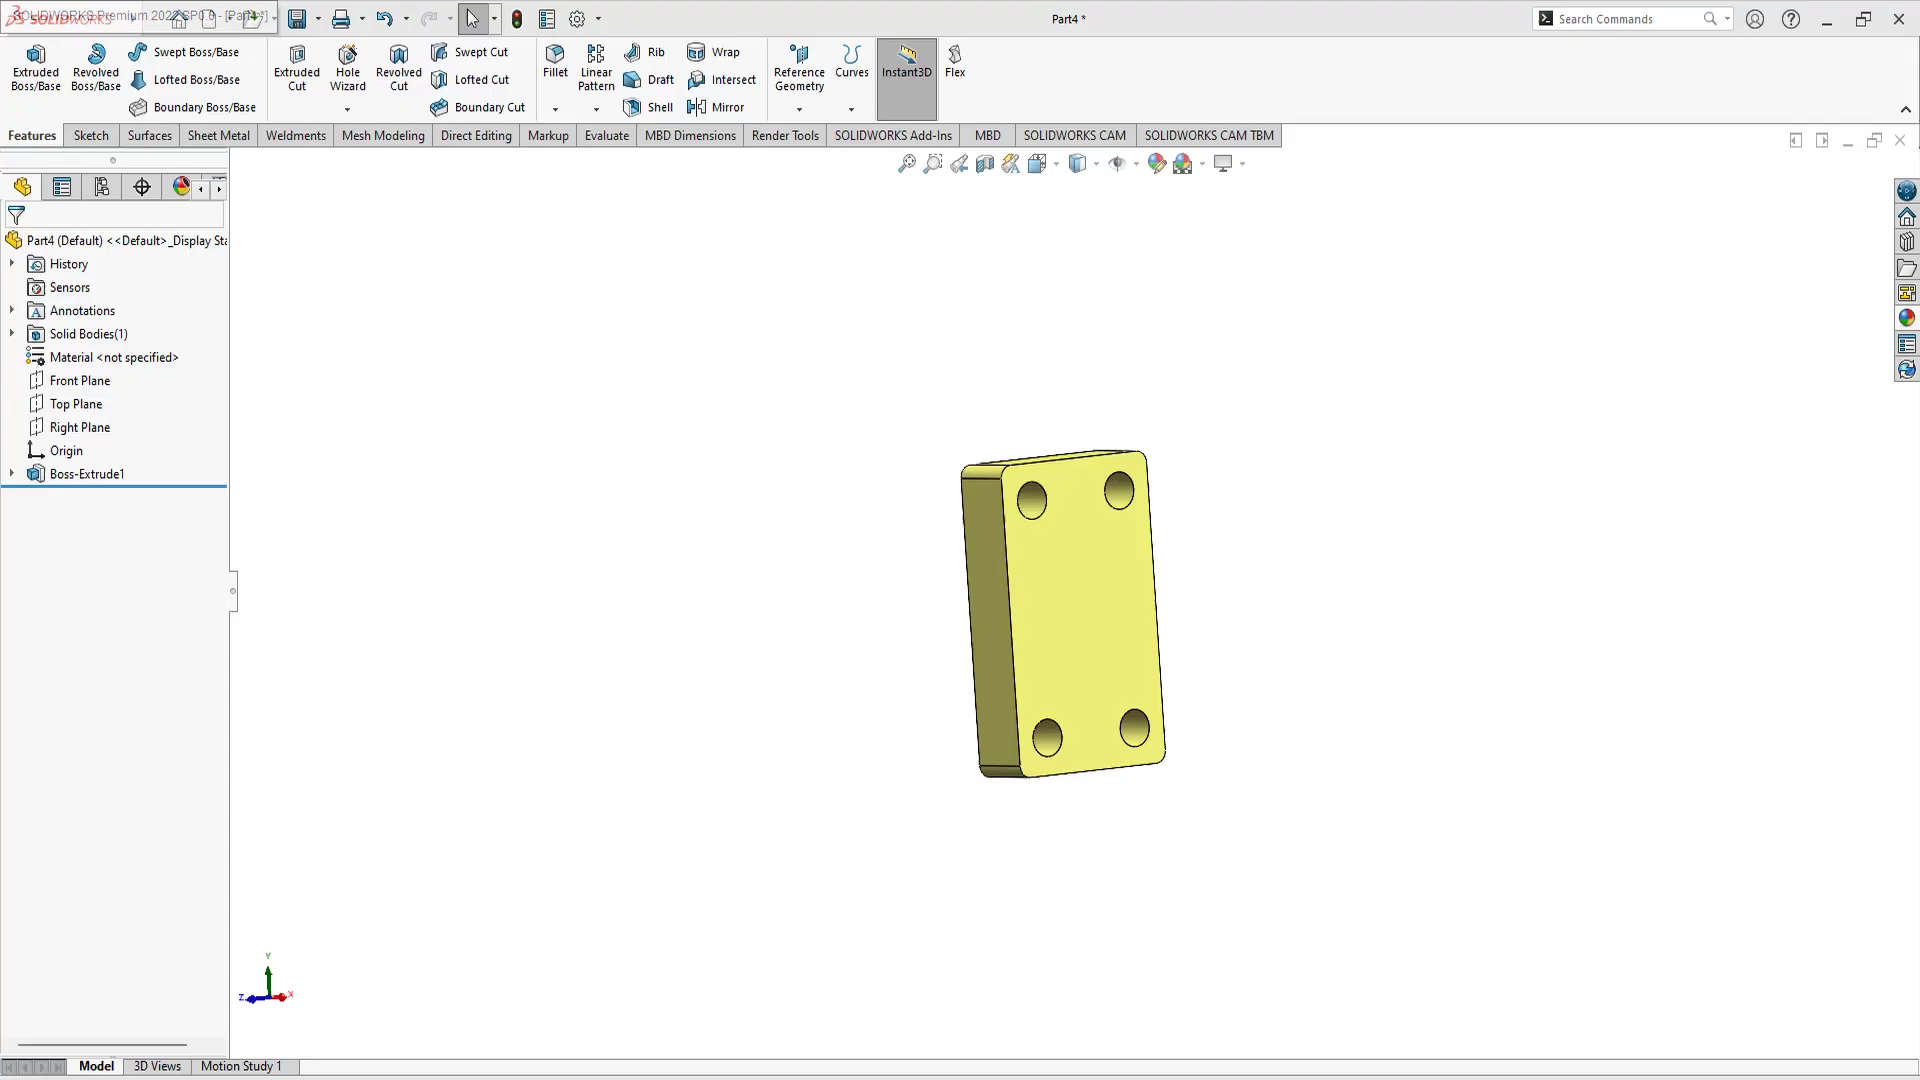 SOLIDWORKS Premium 2022 SP0.0 - [Part4 *]
Part4 *
Search Commands
Extruded Boss/Base
Revolved Boss/Base
Swept Boss/Base
Lofted Boss/Base
Boundary Boss/Base
Extruded Cut
Hole Wizard
Revolved Cut
Swept Cut
Lofted Cut
Boundary Cut
Fillet
Linear Pattern
Rib
Draft
Shell
Wrap
Intersect
Mirror
Reference Geometry
Curves
Instant3D
Flex
Features Sketch Surfaces Sheet Metal Weldments Mesh Modeling Direct Editing Markup Evaluate MBD Dimensions Render Tools SOLIDWORKS Add-Ins MBD SOLIDWORKS CAM SOLIDWORKS CAM TBM
Part4 (Default) <<Default>_Display Sta
History
Sensors
Annotations
Solid Bodies(1)
Material <not specified>
Front Plane
Top Plane
Right Plane
Origin
Boss-Extrude1
Y
Z X
Model 3D Views Motion Study 1